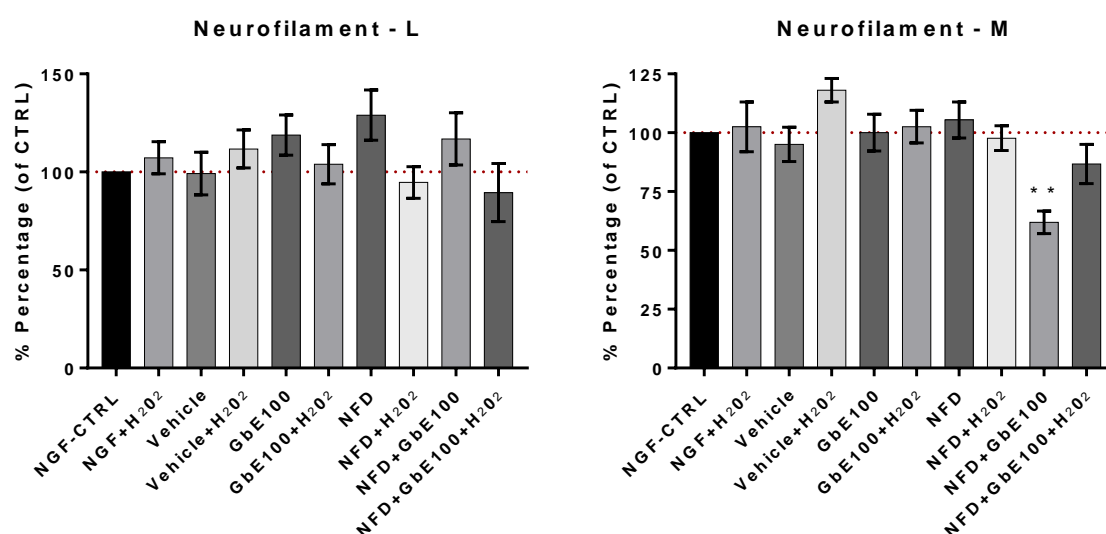 Neurofilament - L
% Percentage (of CTRL)
150
100
50
0
NGF-CTRL
NGF+H₂O₂
Vehicle
Vehicle+H₂O₂
GbE100
GbE100+H₂O₂
NFD
NFD+H₂O₂
NFD+GbE100
NFD+GbE100+H₂O₂
Neurofilament - M
% Percentage (of CTRL)
125
100
75
50
25
0
**
NGF-CTRL
NGF+H₂O₂
Vehicle
Vehicle+H₂O₂
GbE100
GbE100+H₂O₂
NFD
NFD+H₂O₂
NFD+GbE100
NFD+GbE100+H₂O₂